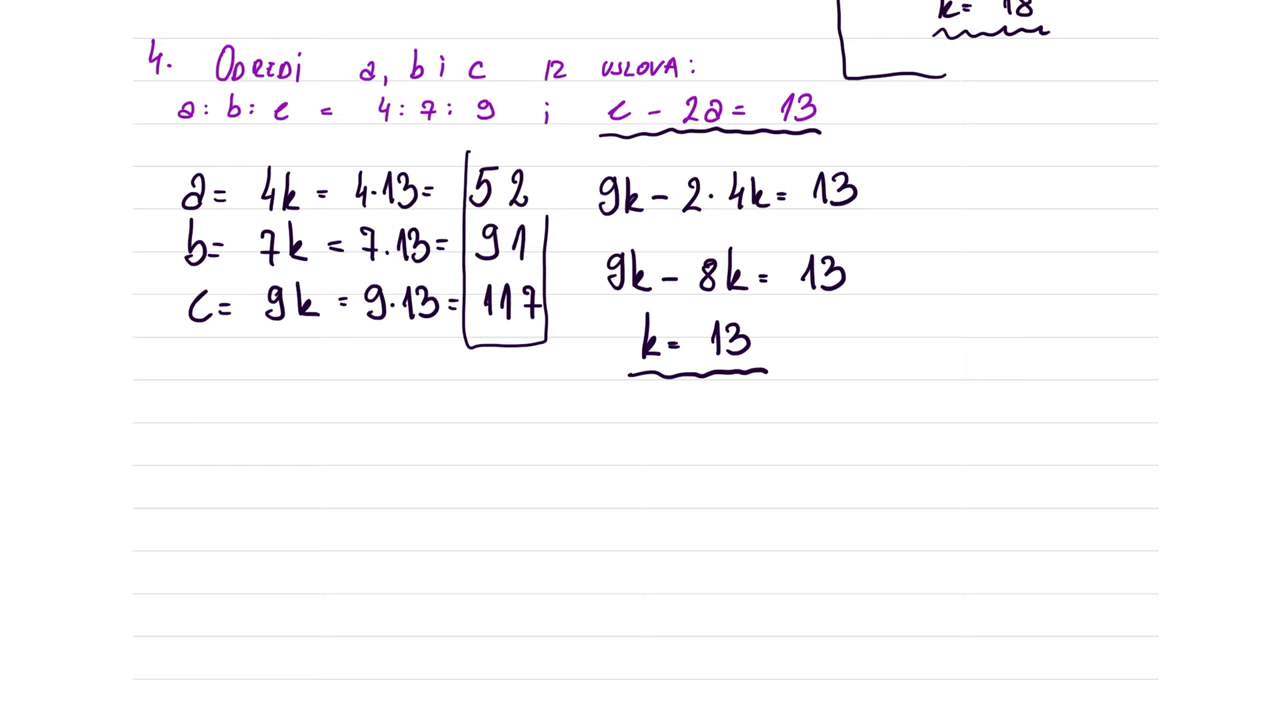 k = 18
4. ODREDI a, b i c IZ USLOVA:
a : b : c = 4 : 7 : 9 i c - 2a = 13
a = 4k = 4·13 = 52
b = 7k = 7·13 = 91
c = 9k = 9·13 = 117
9k - 2·4k = 13
9k - 8k = 13
k = 13